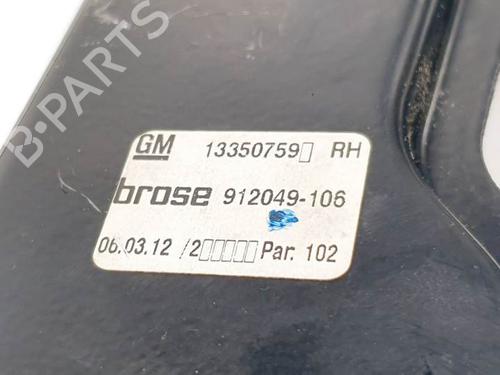 B-PARTS
GM 13350759▯ RH
brose 912049-106
06.03.12 /2▯▯▯▯▯ Par. 102